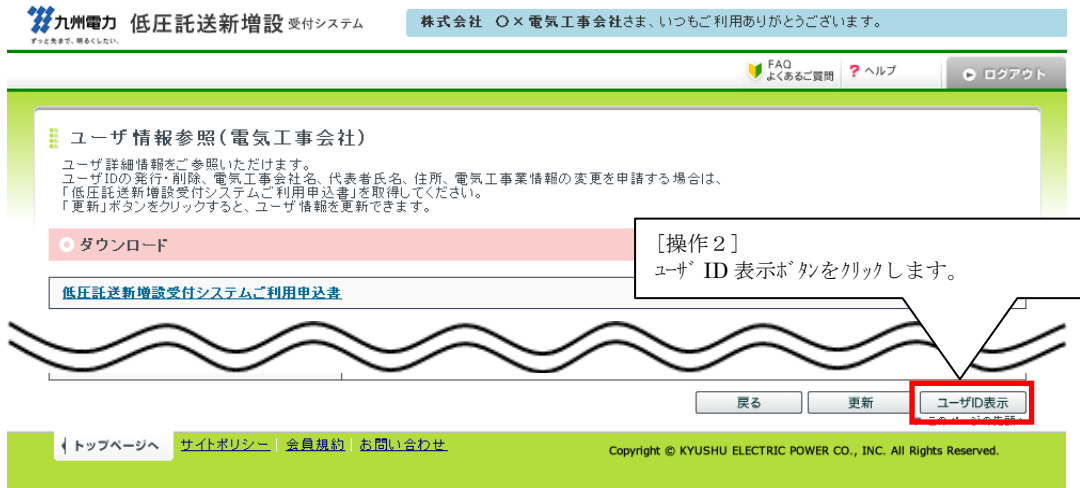 九州電力
ずっと先まで、明るくしたい。
低圧託送新増設 受付システム
株式会社 ○×電気工事会社さま、いつもご利用ありがとうございます。
FAQ
よくあるご質問
? ヘルプ
ログアウト
ユーザ情報参照(電気工事会社)
ユーザ詳細情報をご参照いただけます。
ユーザIDの発行・削除、電気工事会社名、代表者氏名、住所、電気工事業情報の変更を申請する場合は、
「低圧託送新増設受付システムご利用申込書」を取得してください。
「更新」ボタンをクリックすると、ユーザ情報を更新できます。
ダウンロード
[操作2]
ユーザ ID 表示ボタンをクリックします。
低圧託送新増設受付システムご利用申込書
戻る
更新
ユーザID表示
このページの先頭へ
トップページへ
サイトポリシー
会員規約
お問い合わせ
Copyright © KYUSHU ELECTRIC POWER CO., INC. All Rights Reserved.